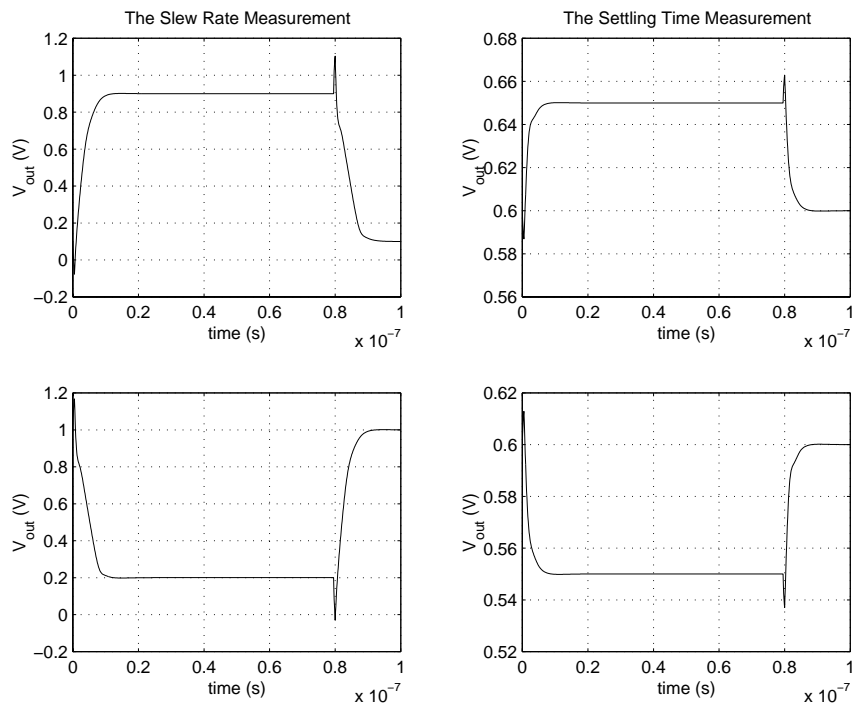 The Slew Rate Measurement
1.2
1
0.8
0.6
0.4
0.2
0
−0.2
V_out (V)
0 0.2 0.4 0.6 0.8 1
time (s)
x 10^−7
The Settling Time Measurement
0.68
0.66
0.64
0.62
0.6
0.58
0.56
V_out (V)
0 0.2 0.4 0.6 0.8 1
time (s)
x 10^−7
1.2
1
0.8
0.6
0.4
0.2
0
−0.2
V_out (V)
0 0.2 0.4 0.6 0.8 1
time (s)
x 10^−7
0.62
0.6
0.58
0.56
0.54
0.52
V_out (V)
0 0.2 0.4 0.6 0.8 1
time (s)
x 10^−7